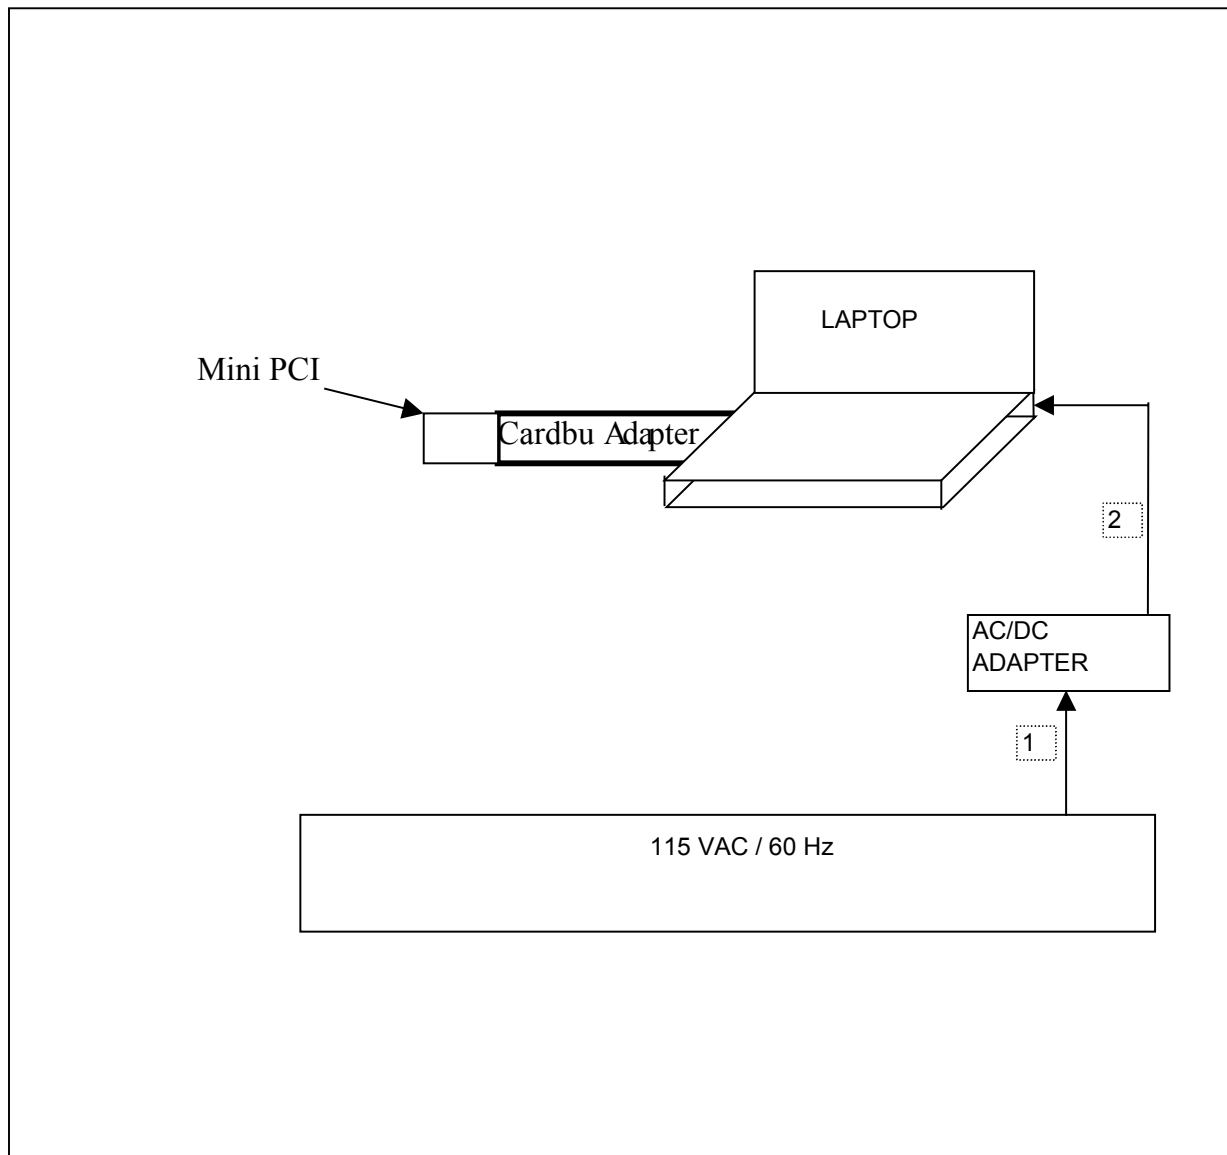 LAPTOP
Mini PCI
Cardbu Adapter
2
AC/DC
ADAPTER
1
115 VAC / 60 Hz